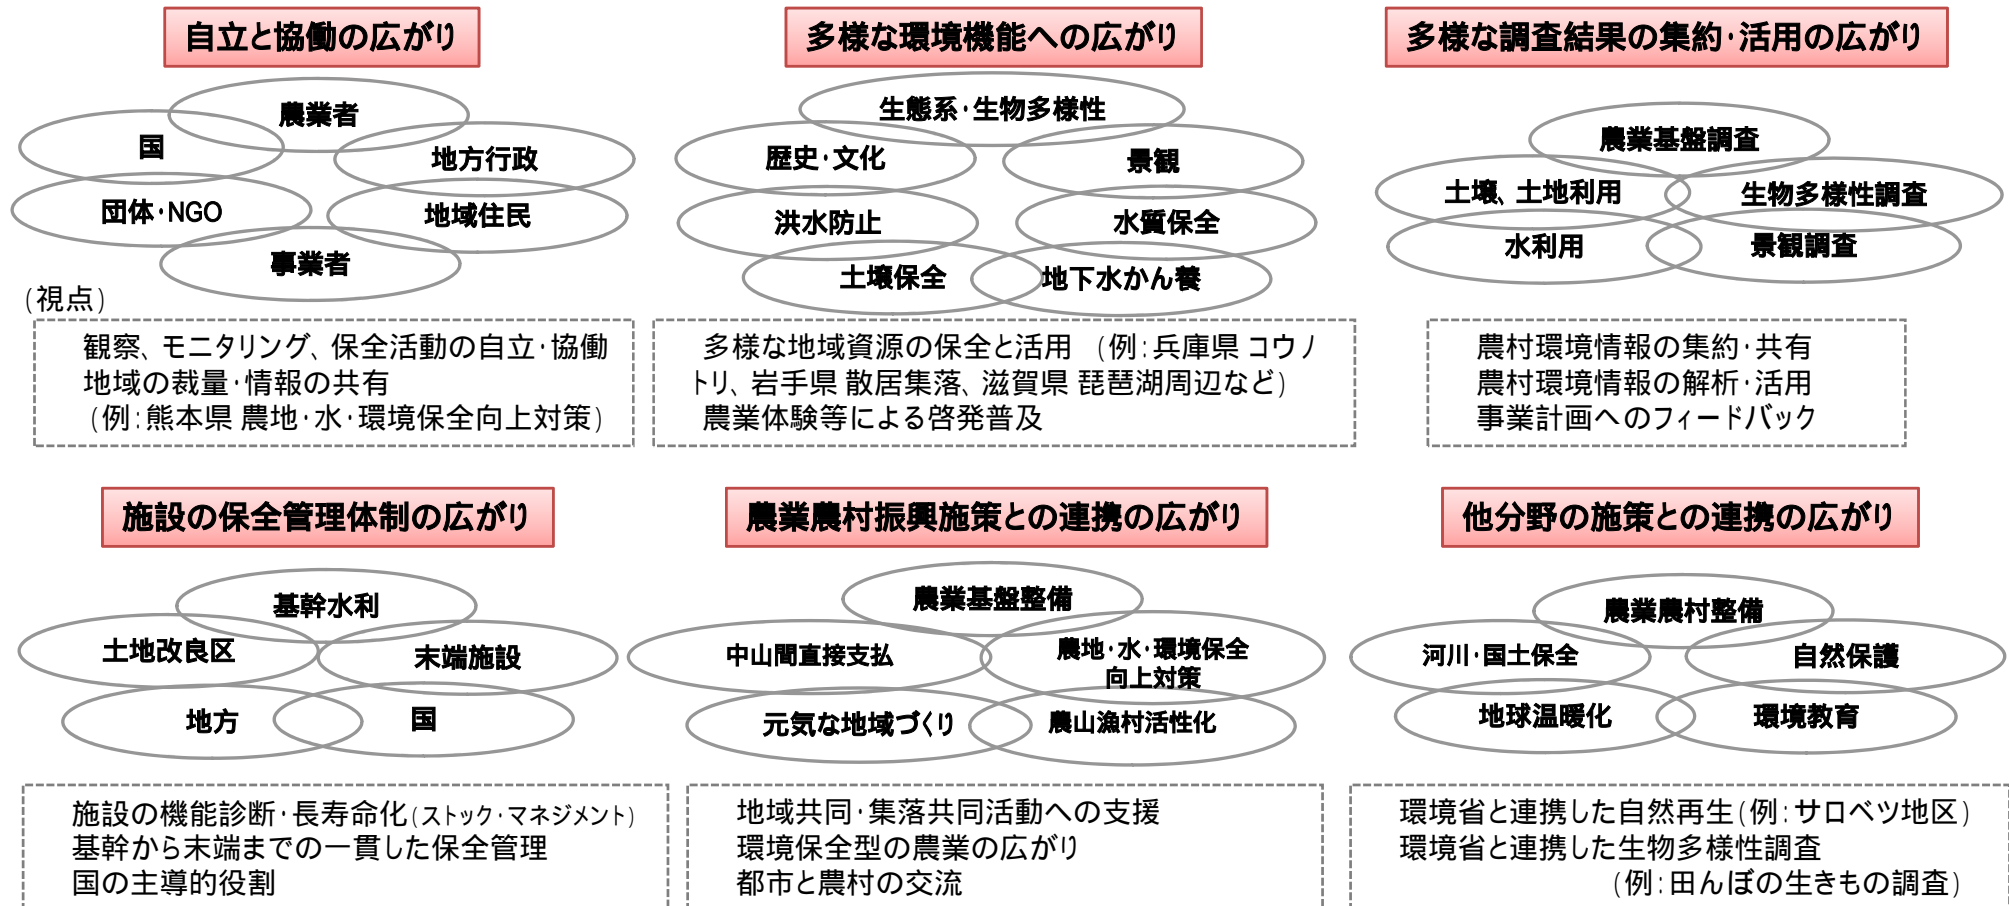 自立と協働の広がり
農業者
国
地方行政
団体・NGO
地域住民
事業者
(視点)
観察、モニタリング、保全活動の自立・協働
地域の裁量・情報の共有
(例:熊本県 農地・水・環境保全向上対策)
多様な環境機能への広がり
生態系・生物多様性
歴史・文化
景観
洪水防止
水質保全
土壌保全
地下水かん養
多様な地域資源の保全と活用 (例:兵庫県 コウノ
トリ、岩手県 散居集落、滋賀県 琵琶湖周辺など)
農業体験等による啓発普及
多様な調査結果の集約・活用の広がり
農業基盤調査
土壌、土地利用
生物多様性調査
水利用
景観調査
農村環境情報の集約・共有
農村環境情報の解析・活用
事業計画へのフィードバック
施設の保全管理体制の広がり
基幹水利
土地改良区
末端施設
地方
国
施設の機能診断・長寿命化(ストック・マネジメント)
基幹から末端までの一貫した保全管理
国の主導的役割
農業農村振興施策との連携の広がり
農業基盤整備
中山間直接支払
農地・水・環境保全
向上対策
元気な地域づくり
農山漁村活性化
地域共同・集落共同活動への支援
環境保全型の農業の広がり
都市と農村の交流
他分野の施策との連携の広がり
農業農村整備
河川・国土保全
自然保護
地球温暖化
環境教育
環境省と連携した自然再生(例:サロベツ地区)
環境省と連携した生物多様性調査
(例:田んぼの生きもの調査)